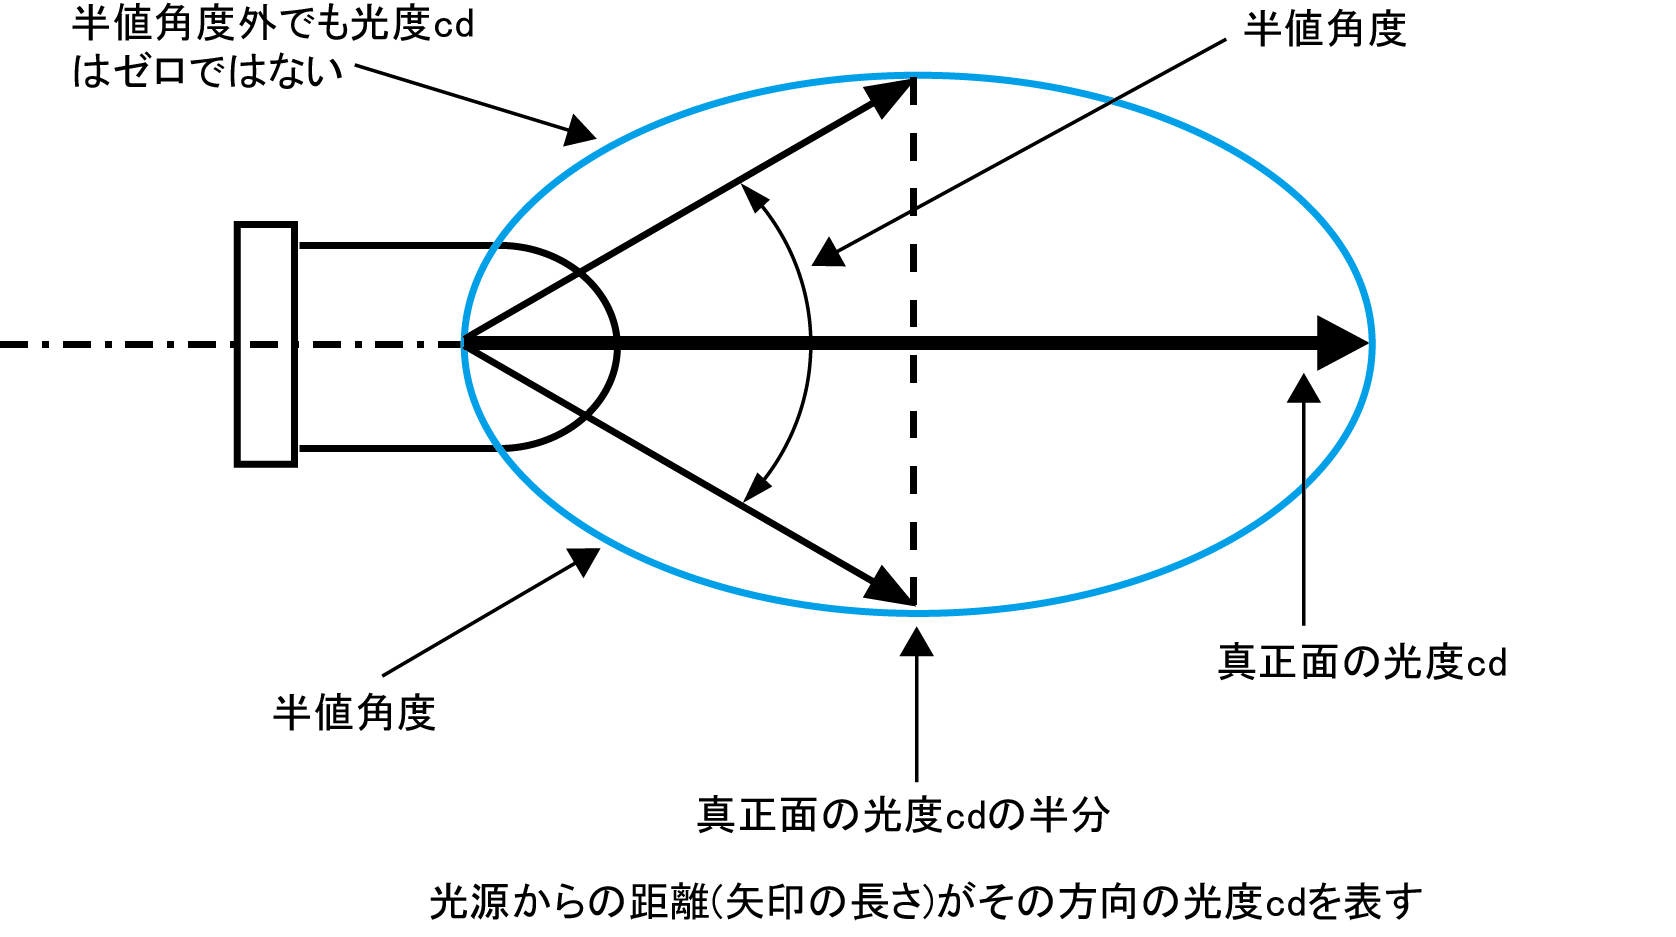 半値角度外でも光度cd
はゼロではない
半値角度
真正面の光度cd
半値角度
真正面の光度cdの半分
光源からの距離(矢印の長さ)がその方向の光度cdを表す